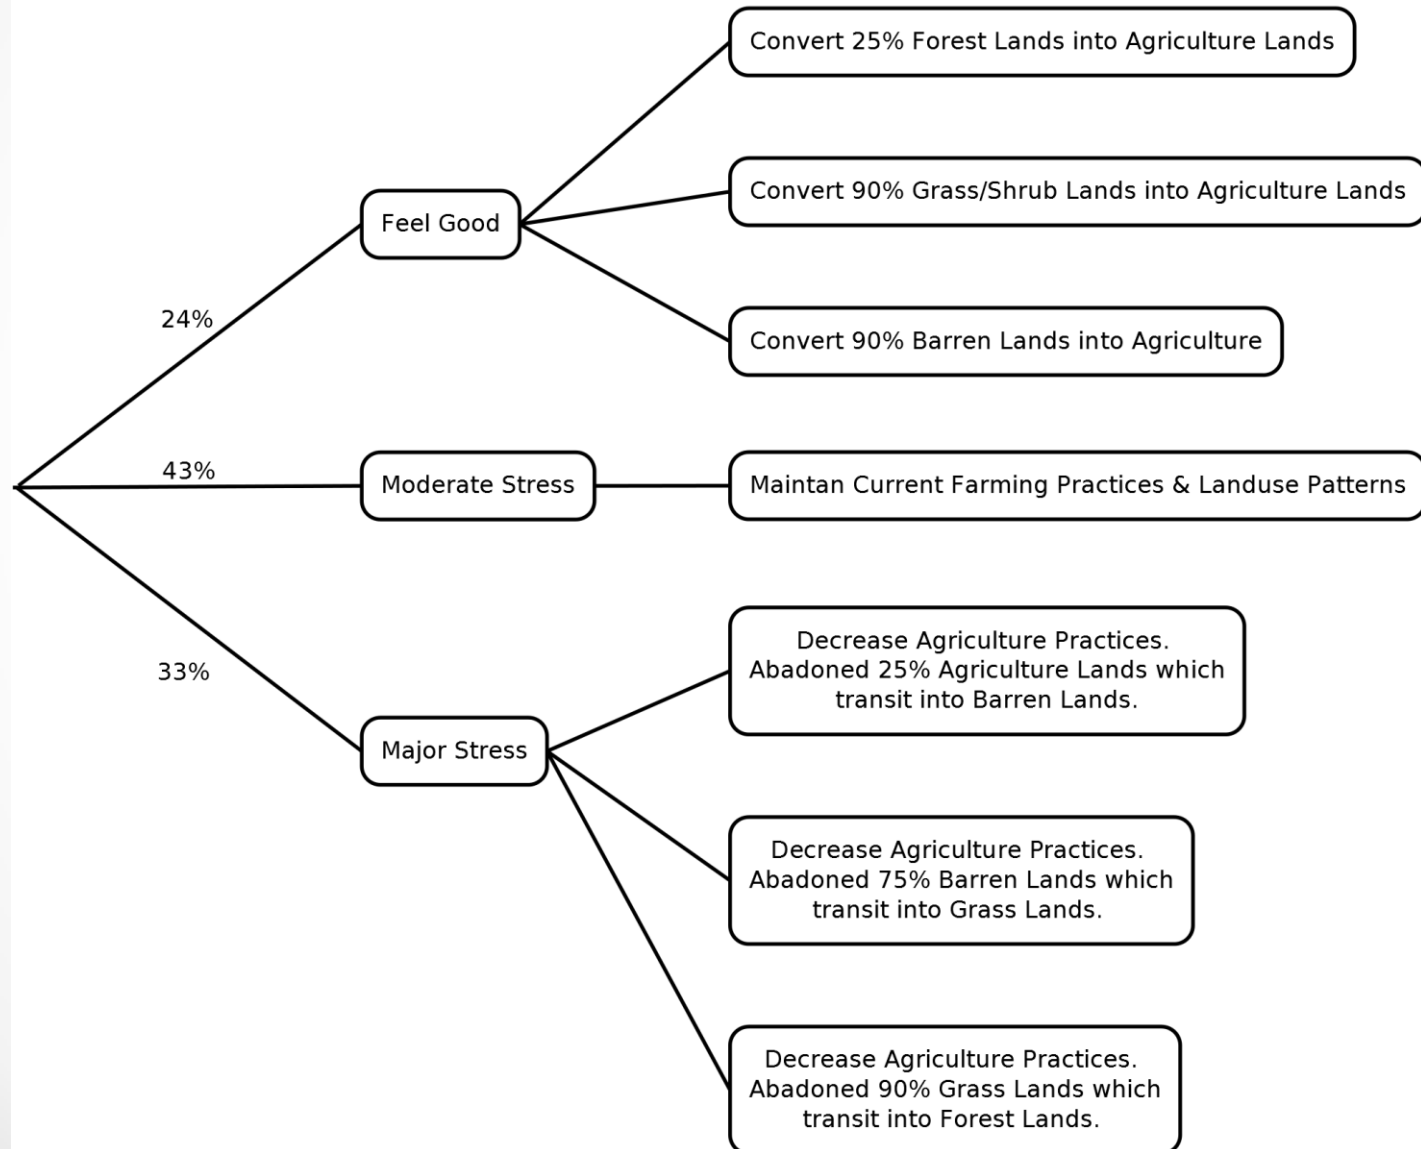 Convert 25% Forest Lands into Agriculture Lands
Convert 90% Grass/Shrub Lands into Agriculture Lands
Feel Good
Convert 90% Barren Lands into Agriculture
24%
43%
Moderate Stress
Maintan Current Farming Practices & Landuse Patterns
33%
Major Stress
Decrease Agriculture Practices.
Abadoned 25% Agriculture Lands which
transit into Barren Lands.
Decrease Agriculture Practices.
Abadoned 75% Barren Lands which
transit into Grass Lands.
Decrease Agriculture Practices.
Abadoned 90% Grass Lands which
transit into Forest Lands.